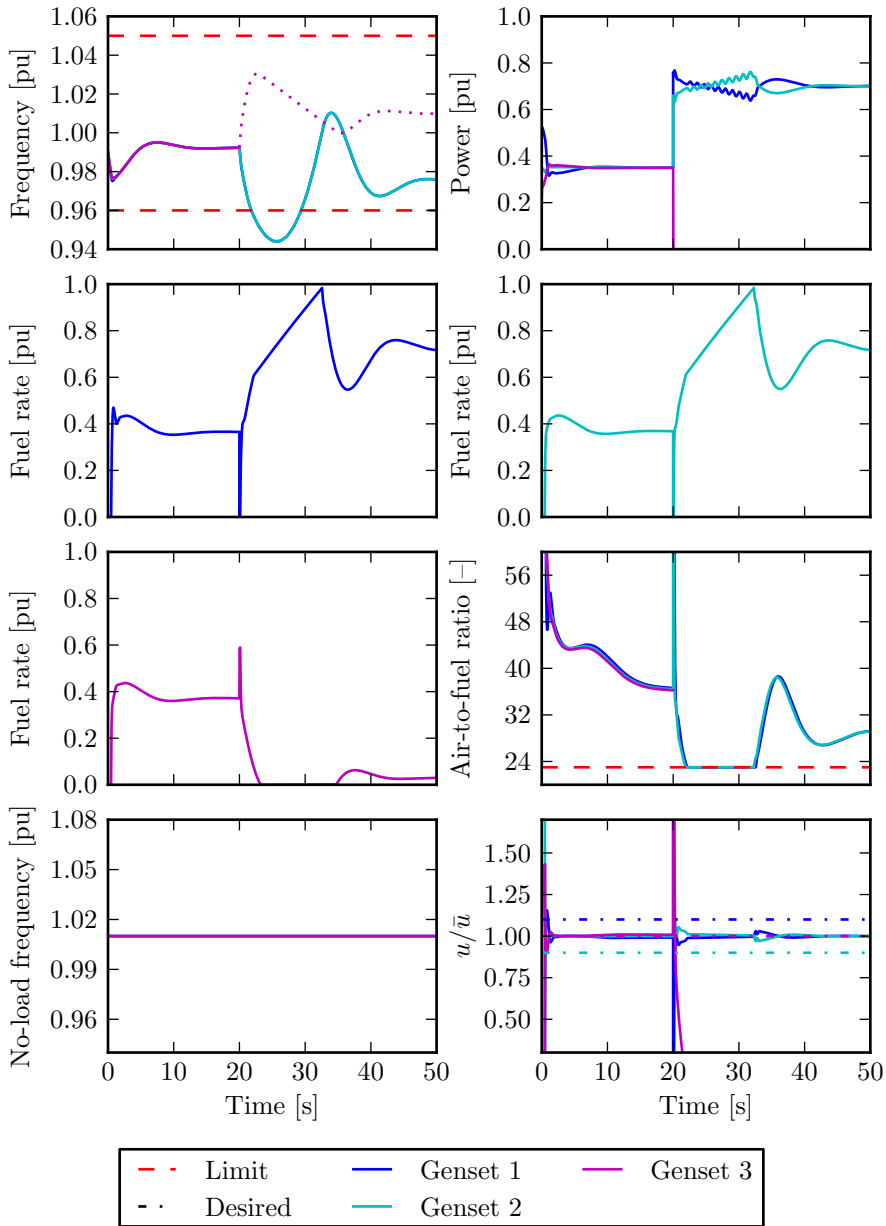 Frequency [pu]
1.06
1.04
1.02
1.00
0.98
0.96
0.94
Power [pu]
1.0
0.8
0.6
0.4
0.2
0.0
Fuel rate [pu]
1.0
0.8
0.6
0.4
0.2
0.0
Fuel rate [pu]
1.0
0.8
0.6
0.4
0.2
0.0
Fuel rate [pu]
1.0
0.8
0.6
0.4
0.2
0.0
Air-to-fuel ratio [–]
56
48
40
32
24
No-load frequency [pu]
1.08
1.05
1.02
0.99
0.96
0 10 20 30 40 50
Time [s]
u/ū
1.50
1.25
1.00
0.75
0.50
0 10 20 30 40 50
Time [s]
Limit
Genset 1
Genset 3
Desired
Genset 2